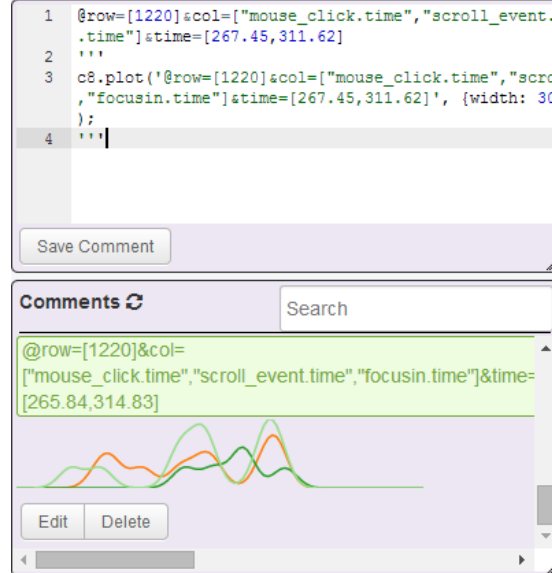 1 @row=[1220]&col=["mouse_click.time","scroll_event.
.time"]&time=[267.45,311.62]
2 '''
3 c8.plot('@row=[1220]&col=["mouse_click.time","scro
,"focusin.time"]&time=[267.45,311.62]', {width: 30
);
4 '''
Save Comment
Comments
Search
@row=[1220]&col=
["mouse_click.time","scroll_event.time","focusin.time"]&time=
[265.84,314.83]
Edit Delete